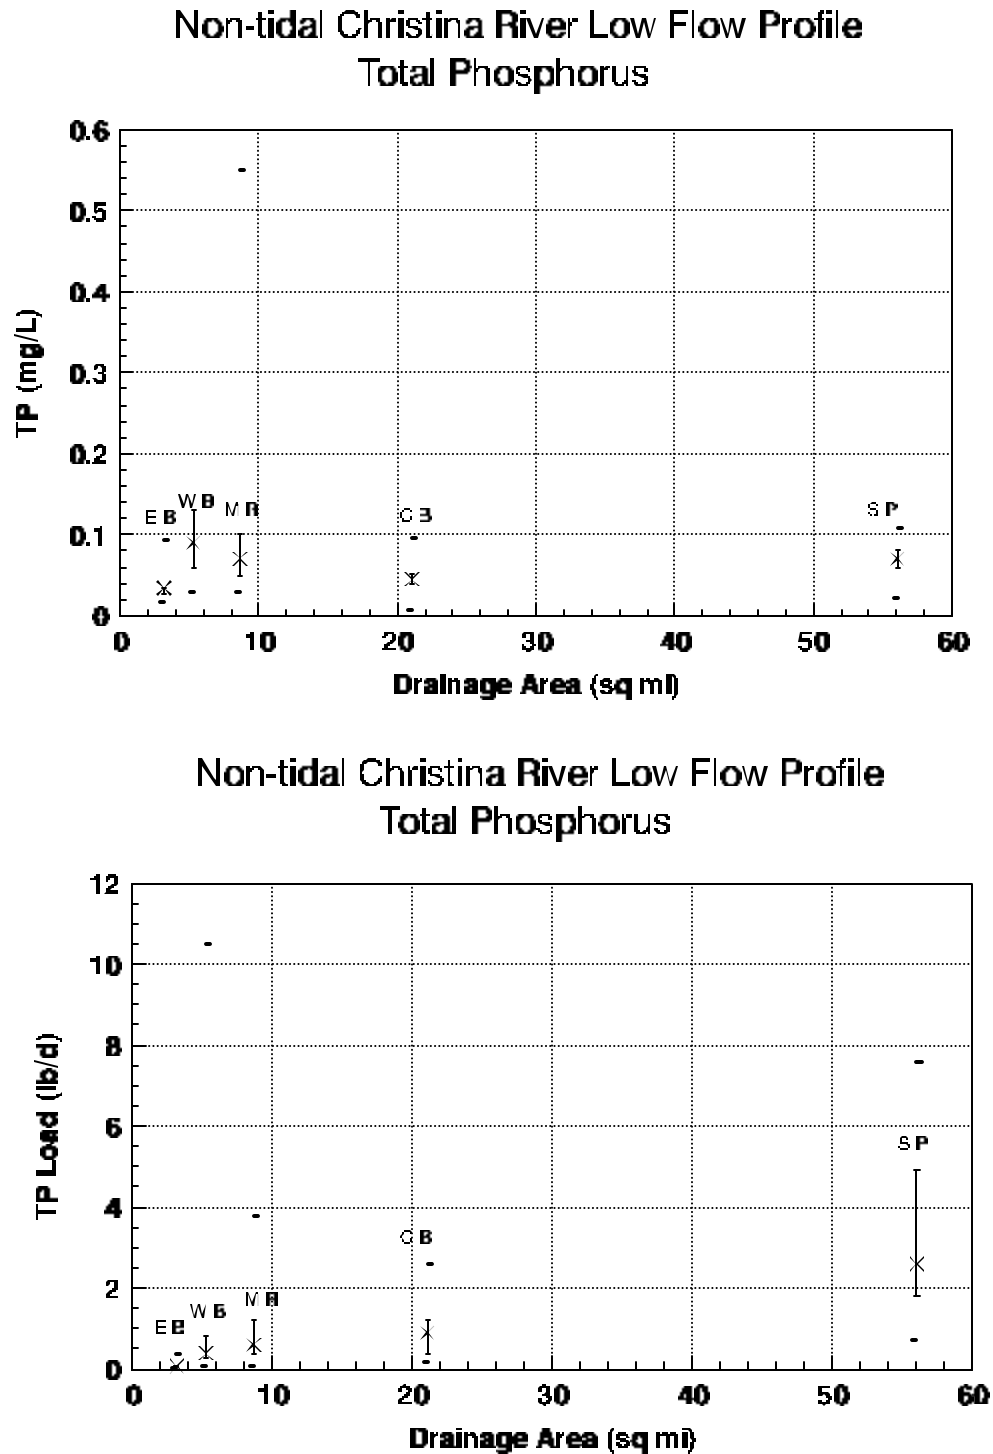 Non-tidal Christina River Low Flow Profile
Total Phosphorus
TP (mg/L)
0.6
0.5
0.4
0.3
0.2
0.1
0
EB
WB
MR
CB
SP
0 10 20 30 40 50 60
Drainage Area (sq mi)
Non-tidal Christina River Low Flow Profile
Total Phosphorus
TP Load (lb/d)
12
10
8
6
4
2
0
EB
WB
MR
CB
SP
0 10 20 30 40 50 60
Drainage Area (sq mi)